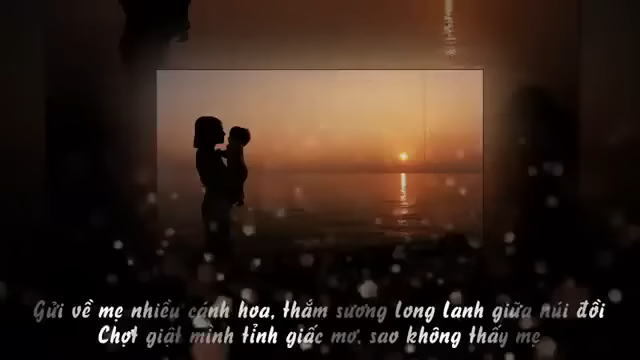 Gửi về mẹ nhiều cánh hoa, thắm sương long lanh giữa núi đồi
Chợt giật mình tỉnh giấc mơ, sao không thấy mẹ